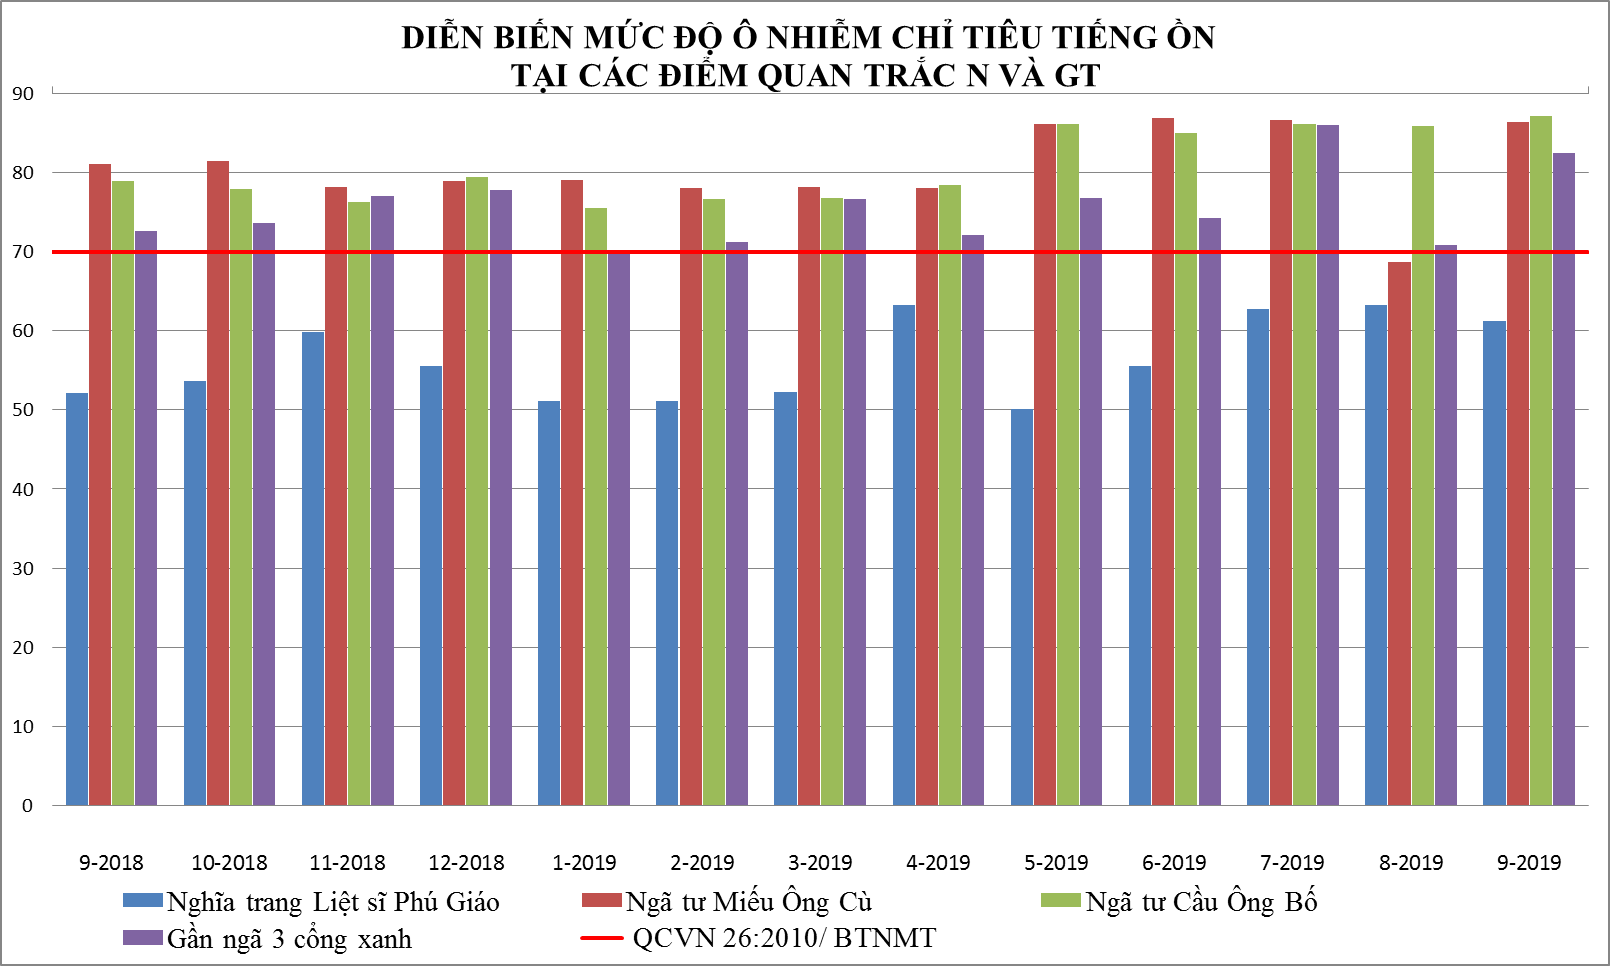 DIỄN BIẾN MỨC ĐỘ Ô NHIỄM CHỈ TIÊU TIẾNG ỒN
TẠI CÁC ĐIỂM QUAN TRẮC N VÀ GT
90
80
70
60
50
40
30
20
10
0
9-2018 10-2018 11-2018 12-2018 1-2019 2-2019 3-2019 4-2019 5-2019 6-2019 7-2019 8-2019 9-2019
Nghĩa trang Liệt sĩ Phú Giáo Ngã tư Miếu Ông Cù Ngã tư Cầu Ông Bố
Gần ngã 3 cổng xanh QCVN 26:2010/ BTNMT